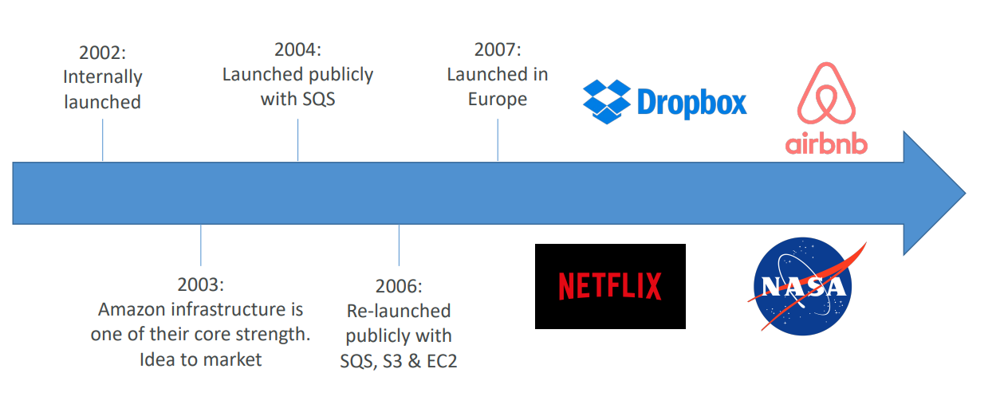 2002:
Internally
launched
2003:
Amazon infrastructure is
one of their core strength.
Idea to market
2004:
Launched publicly
with SQS
2006:
Re-launched
publicly with
SQS, S3 & EC2
2007:
Launched in
Europe
Dropbox
airbnb
NETFLIX
NASA